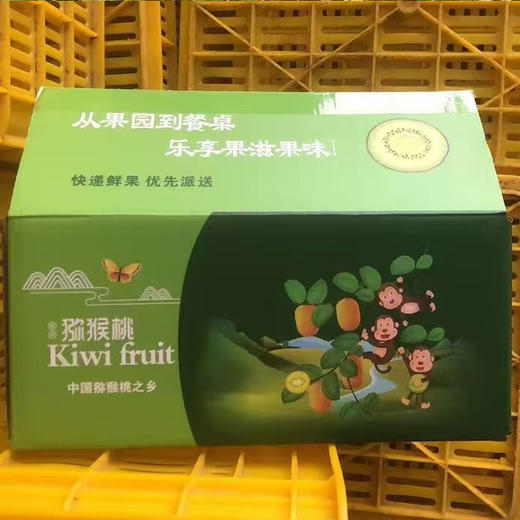 从果园到餐桌
乐享果滋果味
快递鲜果 优先派送
猕猴桃
Kiwi fruit
中国猕猴桃之乡